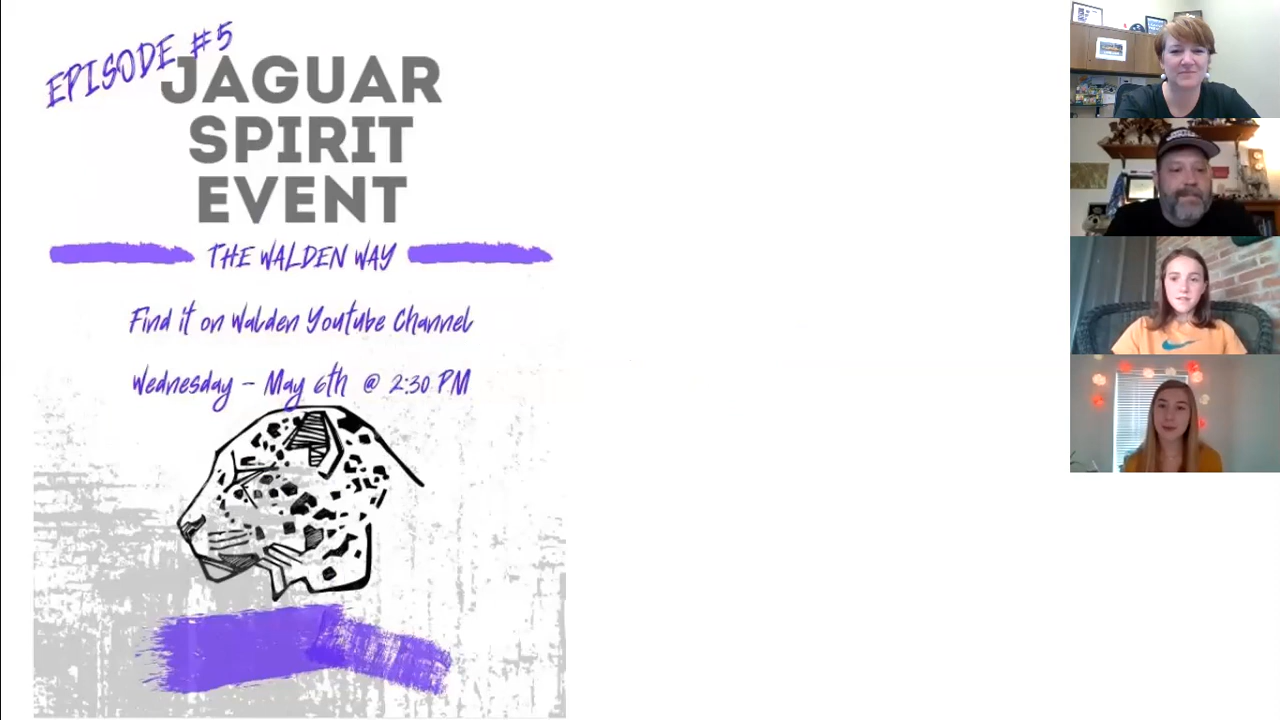 EPISODE #5
JAGUAR
SPIRIT
EVENT
THE WALDEN WAY
Find it on Walden Youtube Channel
Wednesday - May 6th @ 2:30 PM